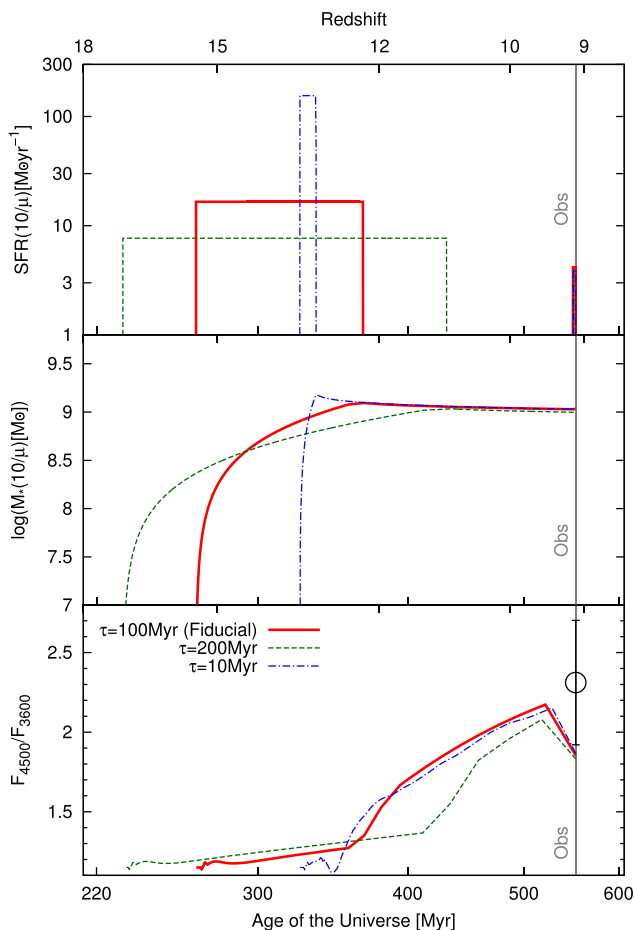 Redshift
18 15 12 10 9
300
100
30
10
3
1
SFR(10/μ)[M⊙yr⁻¹]
Obs
9.5
9
8.5
8
7.5
7
log(M*(10/μ)[M⊙])
Obs
τ=100Myr (Fiducial)
τ=200Myr
τ=10Myr
2.5
2
1.5
F4500/F3600
Obs
220 300 400 500 600
Age of the Universe [Myr]